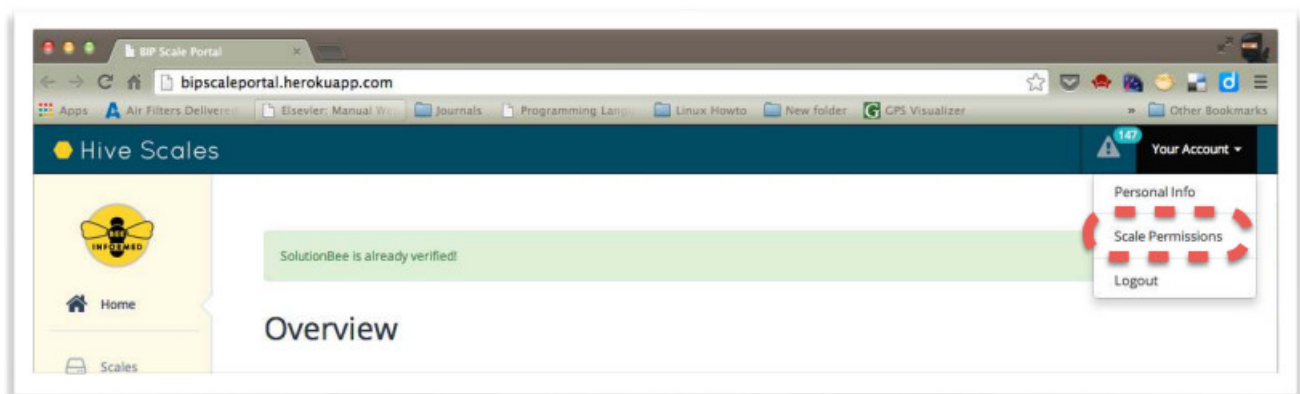 BIP Scale Portal
bipscaleportal.herokuapp.com
Apps Air Filters Delivered Elsevier: Manual W Journals Programming Lang Linux Howto New folder GPS Visualizer » Other Bookmarks
Hive Scales
147
Your Account
Personal Info
Scale Permissions
Logout
BEE
INFORMED
SolutionBee is already verified!
Home
Overview
Scales